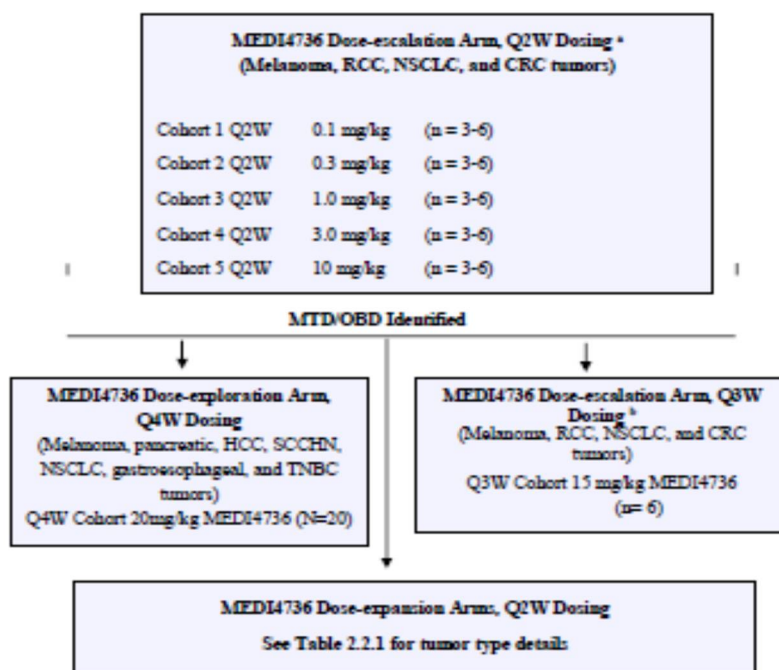 MEDI4736 Dose-escalation Arm, Q2W Dosing a
(Melanoma, RCC, NSCLC, and CRC tumors)
Cohort 1 Q2W 0.1 mg/kg (n = 3-6)
Cohort 2 Q2W 0.3 mg/kg (n = 3-6)
Cohort 3 Q2W 1.0 mg/kg (n = 3-6)
Cohort 4 Q2W 3.0 mg/kg (n = 3-6)
Cohort 5 Q2W 10 mg/kg (n = 3-6)
MTD/OBD Identified
MEDI4736 Dose-exploration Arm,
Q4W Dosing
(Melanoma, pancreatic, HCC, SCCHN,
NSCLC, gastroesophageal, and TNBC
tumors)
Q4W Cohort 20mg/kg MEDI4736 (N=20)
MEDI4736 Dose-escalation Arm, Q3W
Dosing b
(Melanoma, RCC, NSCLC, and CRC
tumors)
Q3W Cohort 15 mg/kg MEDI4736
(n= 6)
MEDI4736 Dose-expansion Arms, Q2W Dosing
See Table 2.2.1 for tumor type details